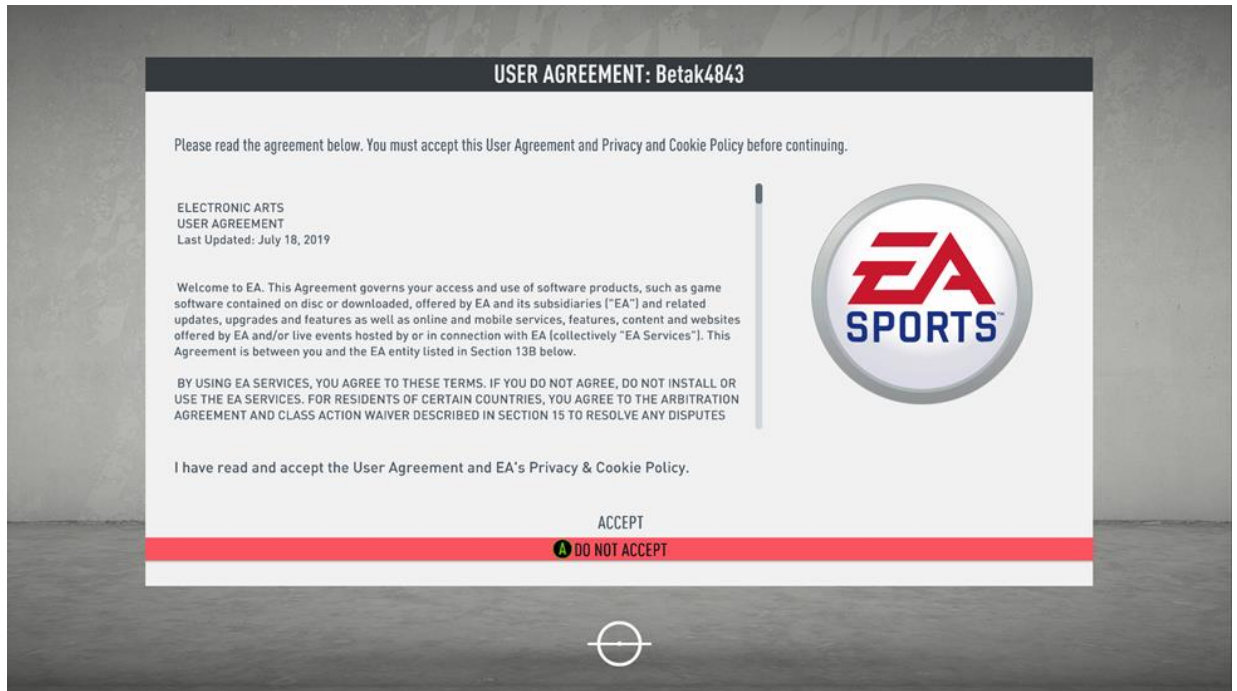 USER AGREEMENT: Betak4843
Please read the agreement below. You must accept this User Agreement and Privacy and Cookie Policy before continuing.
ELECTRONIC ARTS
USER AGREEMENT
Last Updated: July 18, 2019
Welcome to EA. This Agreement governs your access and use of software products, such as game
software contained on disc or downloaded, offered by EA and its subsidiaries ("EA") and related
updates, upgrades and features as well as online and mobile services, features, content and websites
offered by EA and/or live events hosted by or in connection with EA (collectively "EA Services"). This
Agreement is between you and the EA entity listed in Section 13B below.
BY USING EA SERVICES, YOU AGREE TO THESE TERMS. IF YOU DO NOT AGREE, DO NOT INSTALL OR
USE THE EA SERVICES. FOR RESIDENTS OF CERTAIN COUNTRIES, YOU AGREE TO THE ARBITRATION
AGREEMENT AND CLASS ACTION WAIVER DESCRIBED IN SECTION 15 TO RESOLVE ANY DISPUTES
EA
SPORTS™
I have read and accept the User Agreement and EA's Privacy & Cookie Policy.
ACCEPT
A DO NOT ACCEPT